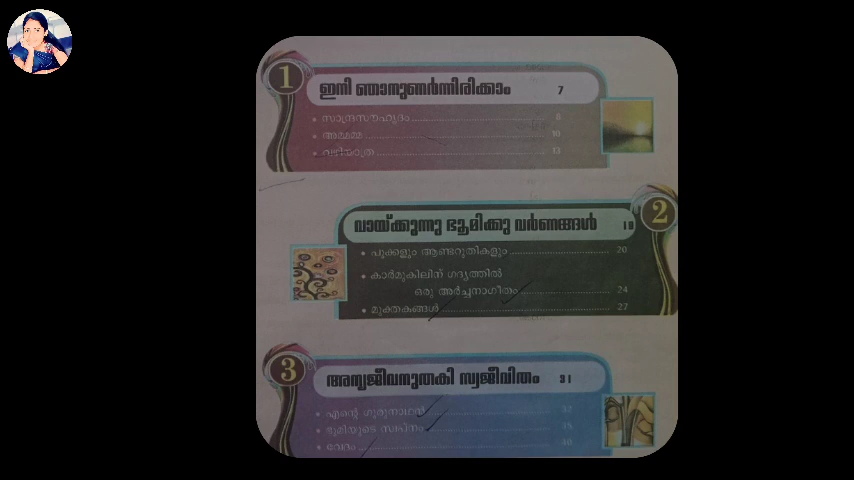 1
ഇനി ഞാനുണർന്നിരിക്കാം 7
സാന്ദ്രസൗഹൃദം 8
അമ്മമ്മ 10
വഴിയാത്ര 13
2
വായ്ക്കുന്നു ഭൂമിക്കു വർണങ്ങൾ 19
പൂക്കളും ആണ്ടറുതികളും 20
കാർമുകിലിന് ഗദ്യത്തിൽ
ഒരു അർച്ചനാഗീതം 24
മുക്തകങ്ങൾ 27
3
അന്യജീവനുതകി സ്വജീവിതം 31
എന്റെ ഗുരുനാഥൻ 32
ഭൂമിയുടെ സ്വപ്നം 35
വേദം 40